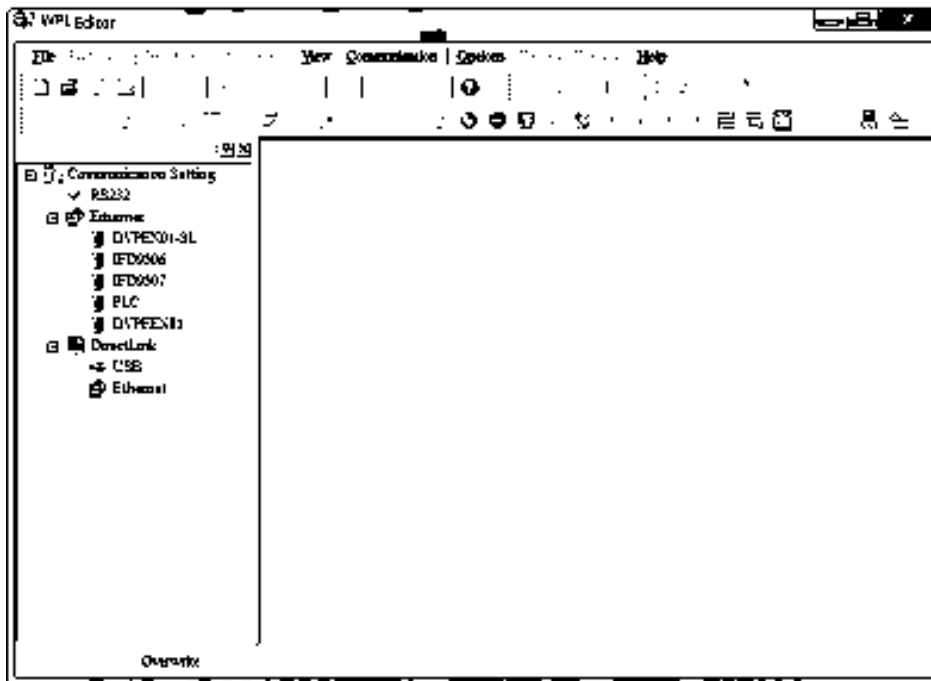 WPL Editor
File View Communication Options Help
Communication Setting
RS232
Ethernet
DVPEN01-SL
IFD9506
IFD9507
PLC
DVPFEN01
DirectLink
USB
Ethernet
Overwrite